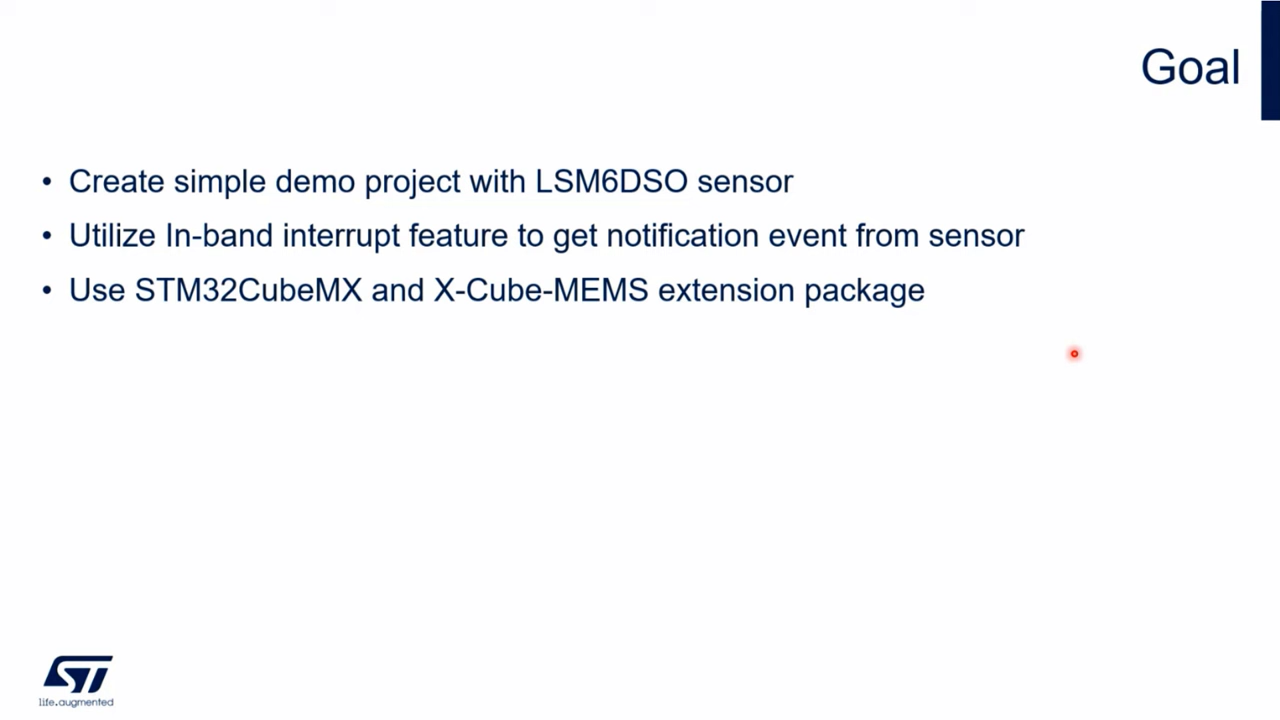 Goal
• Create simple demo project with LSM6DSO sensor
• Utilize In-band interrupt feature to get notification event from sensor
• Use STM32CubeMX and X-Cube-MEMS extension package
ST
life.augmented